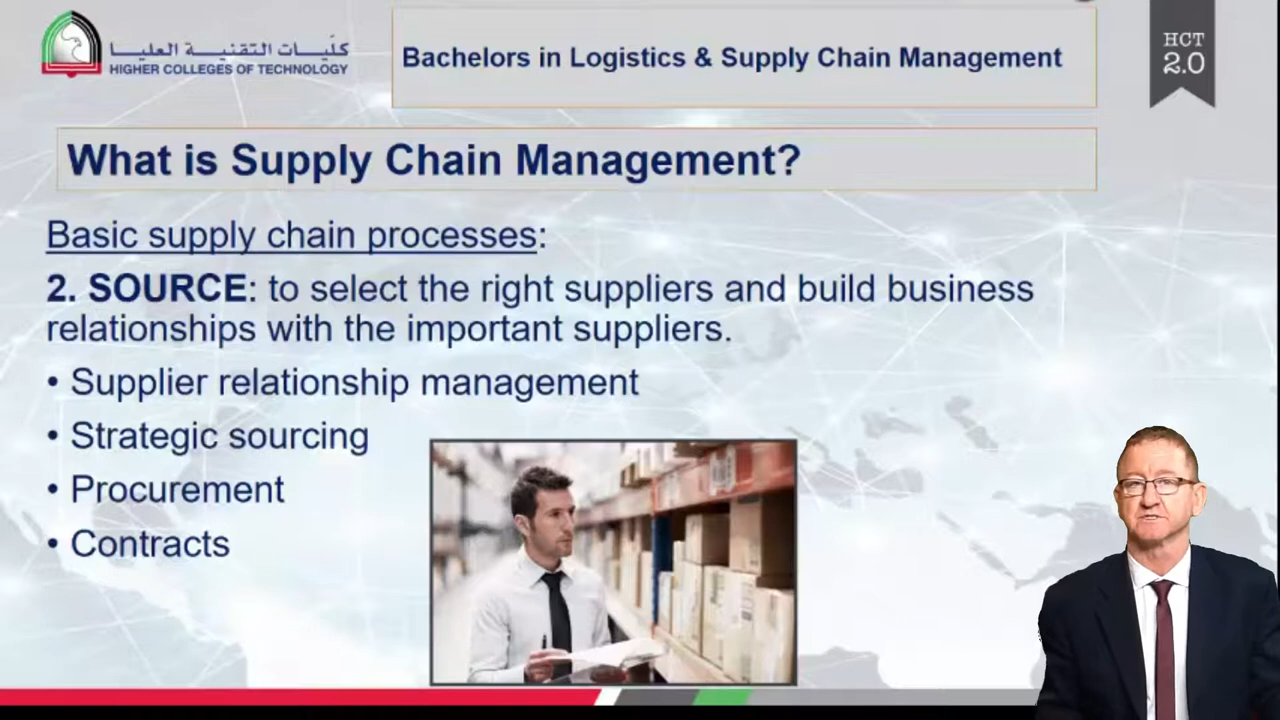 كليات التقنية العليا
HIGHER COLLEGES OF TECHNOLOGY
Bachelors in Logistics & Supply Chain Management
HCT
2.0
What is Supply Chain Management?
Basic supply chain processes:
2. SOURCE: to select the right suppliers and build business
relationships with the important suppliers.
• Supplier relationship management
• Strategic sourcing
• Procurement
• Contracts